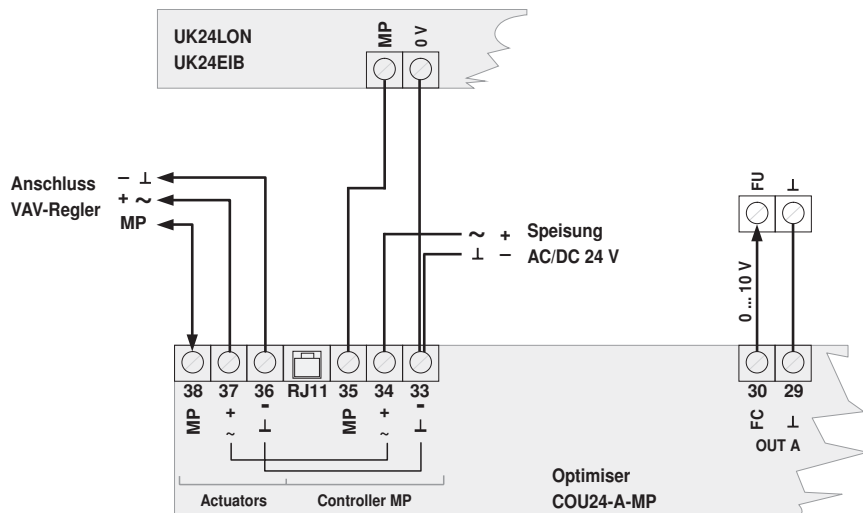 UK24LON
UK24EIB
MP
0 V
Anschluss
VAV-Regler
– ⊥
+ ~
MP
~ + Speisung
⊥ – AC/DC 24 V
FU ⊥
0 ... 10 V
38 37 36 RJ11 35 34 33
MP + ~ - ⊥ MP + ~ - ⊥
30 29
FC ⊥
OUT A
Actuators
Controller MP
Optimiser
COU24-A-MP